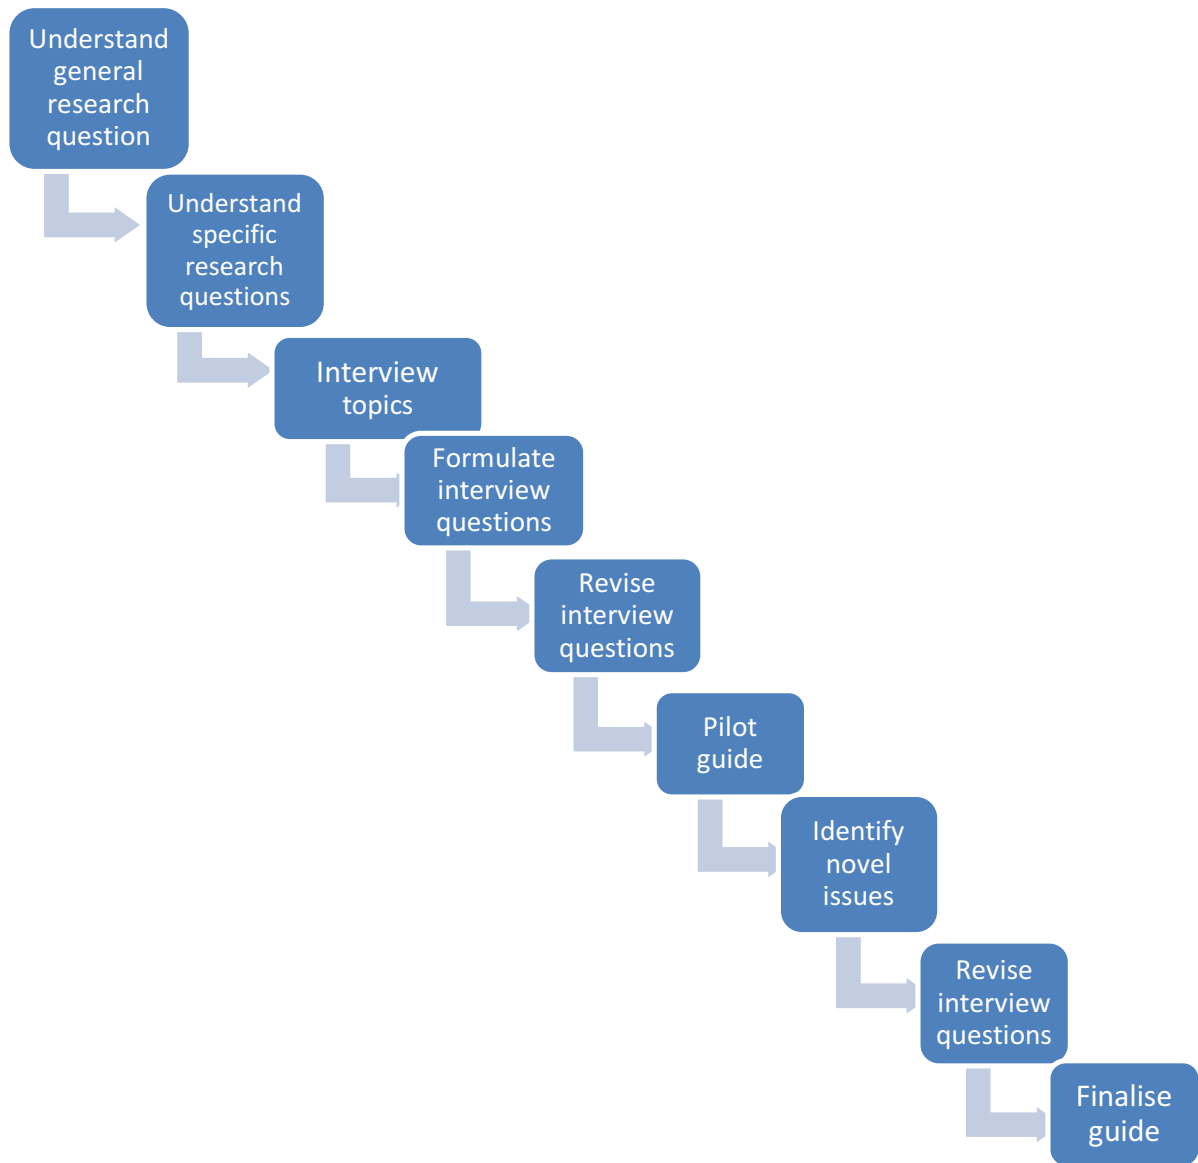 Understand
general
research
question
Understand
specific
research
questions
Interview
topics
Formulate
interview
questions
Revise
interview
questions
Pilot
guide
Identify
novel
issues
Revise
interview
questions
Finalise
guide